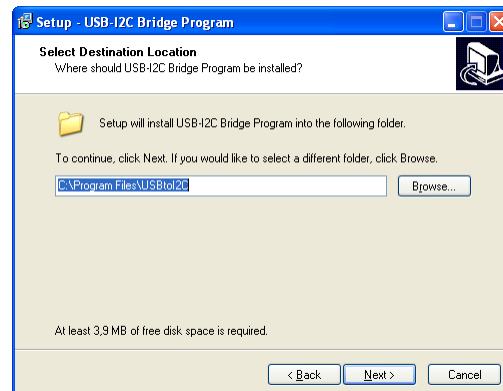 Setup - USB-I2C Bridge Program
Select Destination Location
Where should USB-I2C Bridge Program be installed?
Setup will install USB-I2C Bridge Program into the following folder.
To continue, click Next. If you would like to select a different folder, click Browse.
C:\Program Files\USBtoI2C
Browse...
At least 3,9 MB of free disk space is required.
< Back
Next >
Cancel